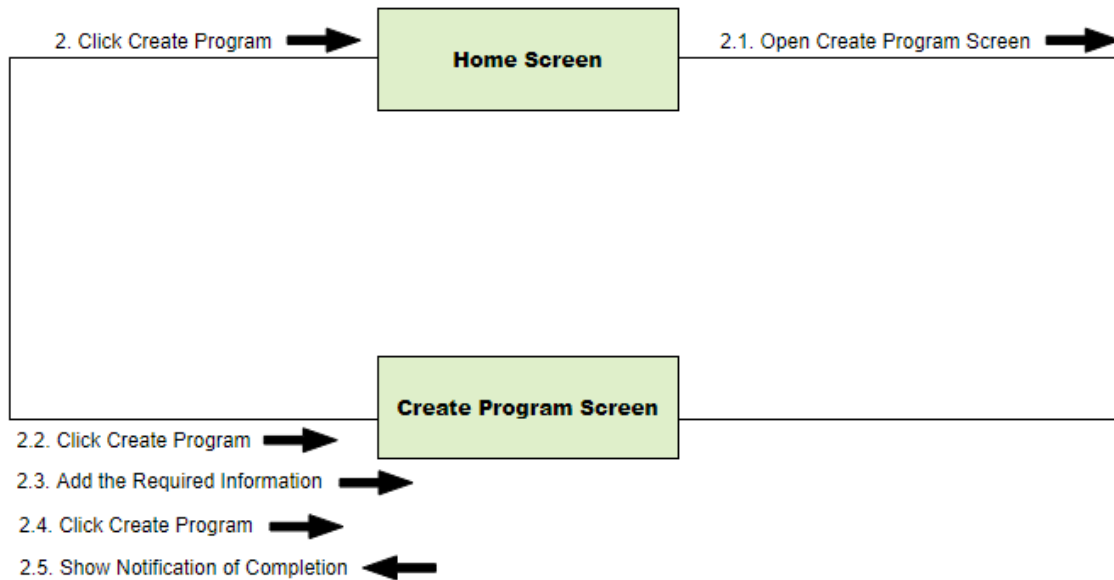 2. Click Create Program
Home Screen
2.1. Open Create Program Screen
Create Program Screen
2.2. Click Create Program
2.3. Add the Required Information
2.4. Click Create Program
2.5. Show Notification of Completion